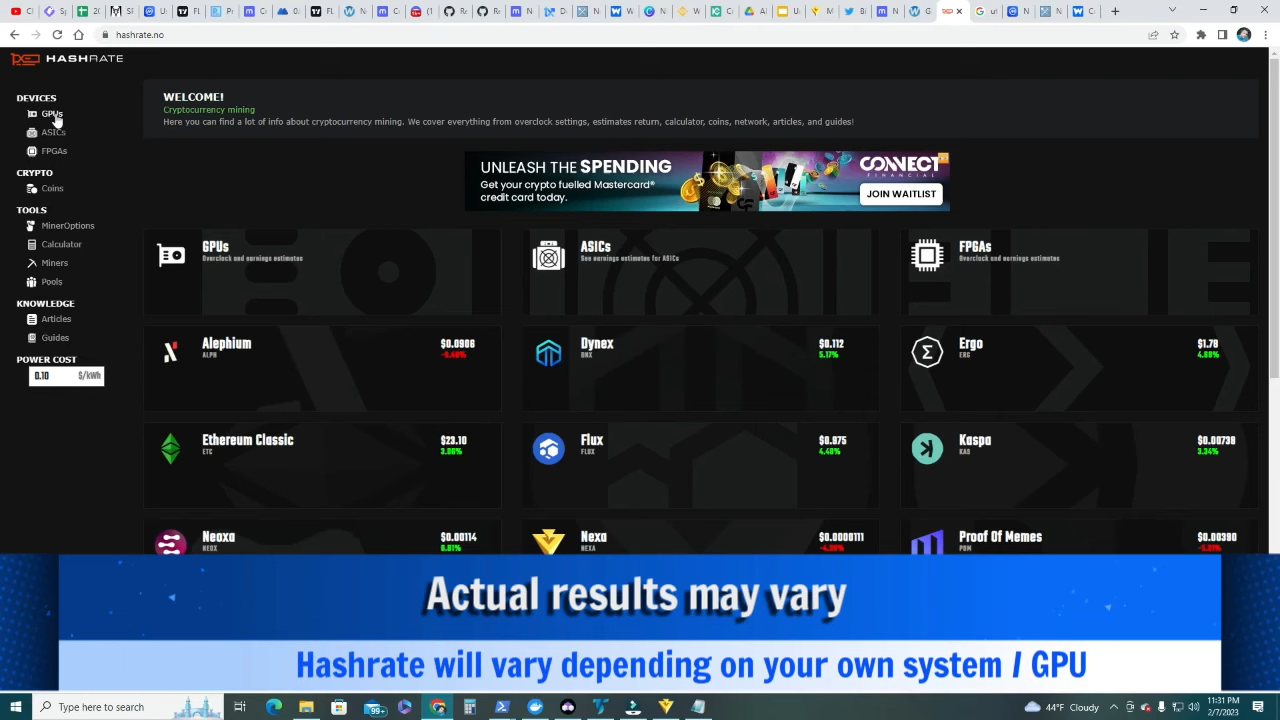 hashrate.no
HASHRATE
DEVICES
GPUs
ASICs
FPGAs
CRYPTO
Coins
TOOLS
MinerOptions
Calculator
Miners
Pools
KNOWLEDGE
Articles
Guides
POWER COST
0.10 $/kWh
WELCOME!
Cryptocurrency mining
Here you can find a lot of info about cryptocurrency mining. We cover everything from overclock settings, estimates return, calculator, coins, network, articles, and guides!
UNLEASH THE SPENDING
Get your crypto fuelled Mastercard®
credit card today.
CONNECT
FINANCIAL
JOIN WAITLIST
GPUs
Overclock and earnings estimates
ASICs
See earnings estimates for ASICs
FPGAs
Overclock and earnings estimates
Alephium $0.0906
ALPH
Dynex $0.112
DNX 5.17%
Ergo $1.78
ERG
Ethereum Classic $23.10
ETC
Flux $0.875
FLUX
Kaspa
KAS 3.34%
Neoxa $0.00114
NEOX
Nexa $0.0000111
NEXA
Proof Of Memes $0.00390
POM
Actual results may vary
Hashrate will vary depending on your own system / GPU
Type here to search
99+
44°F Cloudy
11:31 PM
2/7/2023